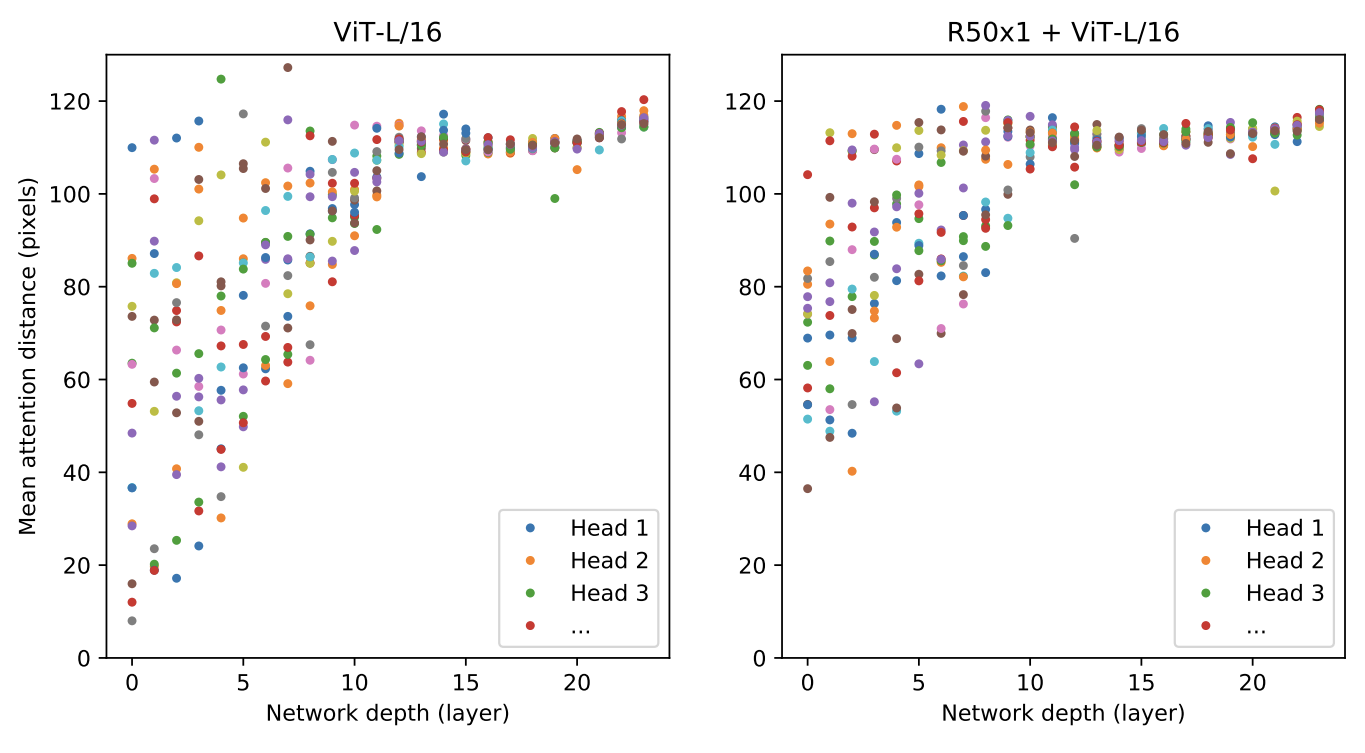 ViT-L/16
Mean attention distance (pixels)
120
100
80
60
40
20
0
0 5 10 15 20
Network depth (layer)
Head 1
Head 2
Head 3
...
R50x1 + ViT-L/16
120
100
80
60
40
20
0
0 5 10 15 20
Network depth (layer)
Head 1
Head 2
Head 3
...